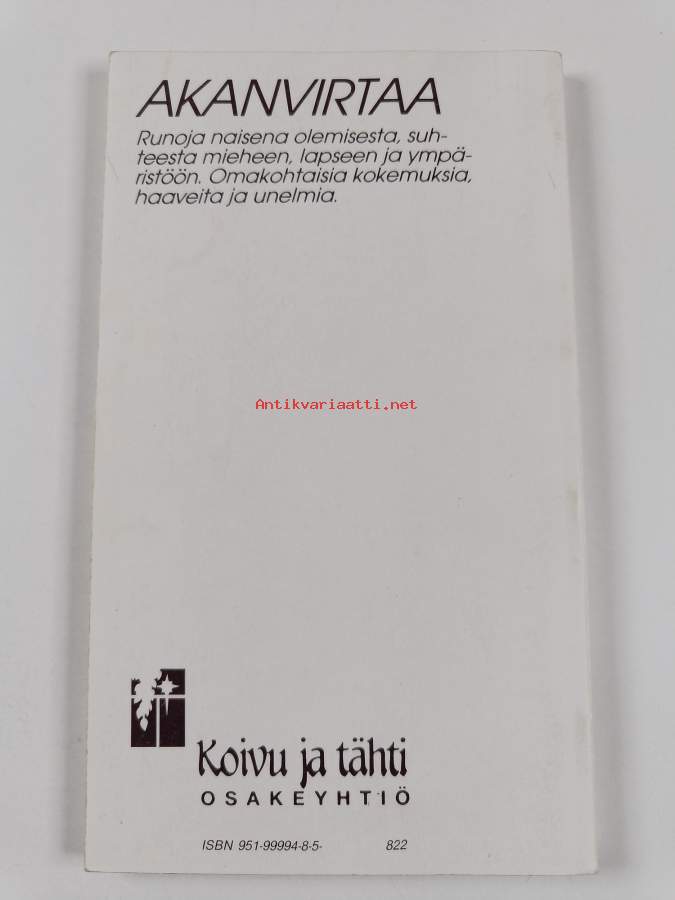 AKANVIRTAA
Runoja naisena olemisesta, suh-
teesta mieheen, lapseen ja ympä-
ristöön. Omakohtaisia kokemuksia,
haaveita ja unelmia.
Antikvariaatti.net
Koivu ja tähti
OSAKEYHTIÖ
ISBN 951-99994-8-5- 822